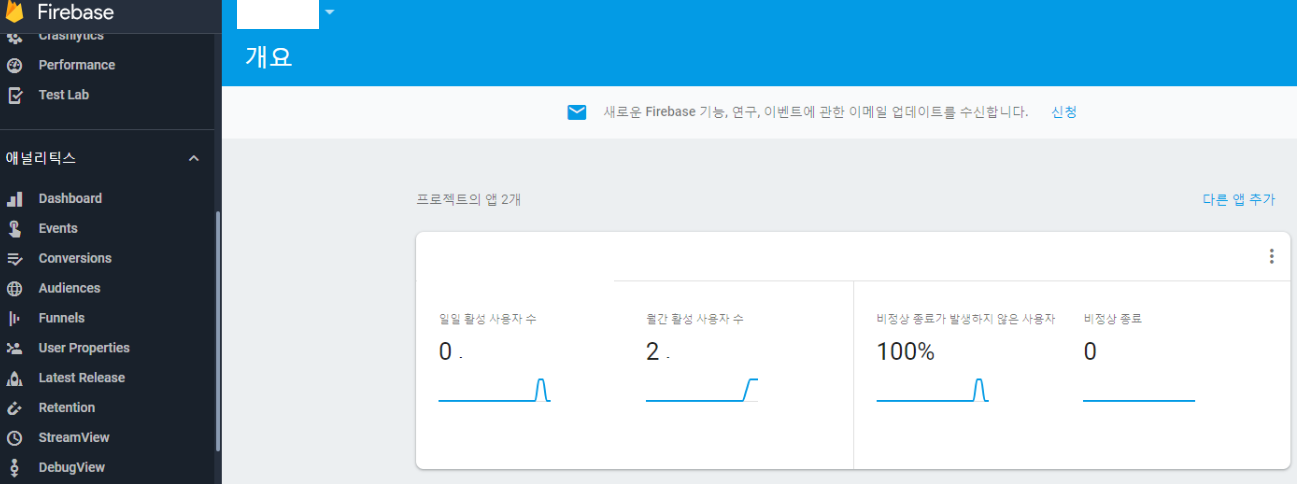 Firebase
Crashlytics
Performance
Test Lab
애널리틱스
Dashboard
Events
Conversions
Audiences
Funnels
User Properties
Latest Release
Retention
StreamView
DebugView
개요
새로운 Firebase 기능, 연구, 이벤트에 관한 이메일 업데이트를 수신합니다. 신청
프로젝트의 앱 2개 다른 앱 추가
일일 활성 사용자 수 월간 활성 사용자 수 비정상 종료가 발생하지 않은 사용자 비정상 종료
0 . 2 . 100% 0